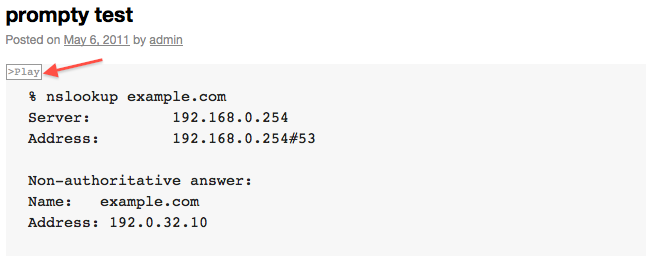 prompty test
Posted on May 6, 2011 by admin
>Play
% nslookup example.com
Server:         192.168.0.254
Address:        192.168.0.254#53
Non-authoritative answer:
Name:   example.com
Address: 192.0.32.10